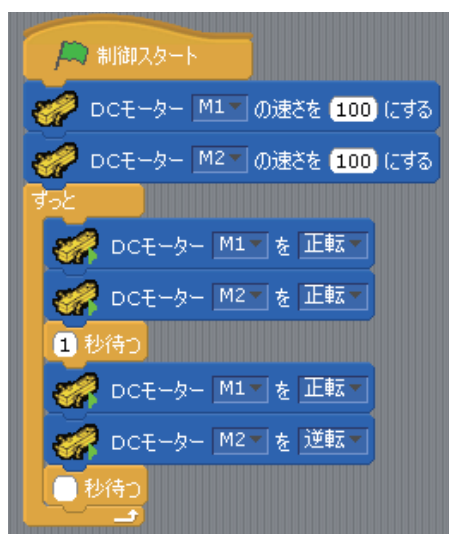 制御スタート
DCモーター M1 の速さを 100 にする
DCモーター M2 の速さを 100 にする
ずっと
DCモーター M1 を 正転
DCモーター M2 を 正転
1 秒待つ
DCモーター M1 を 正転
DCモーター M2 を 逆転
秒待つ